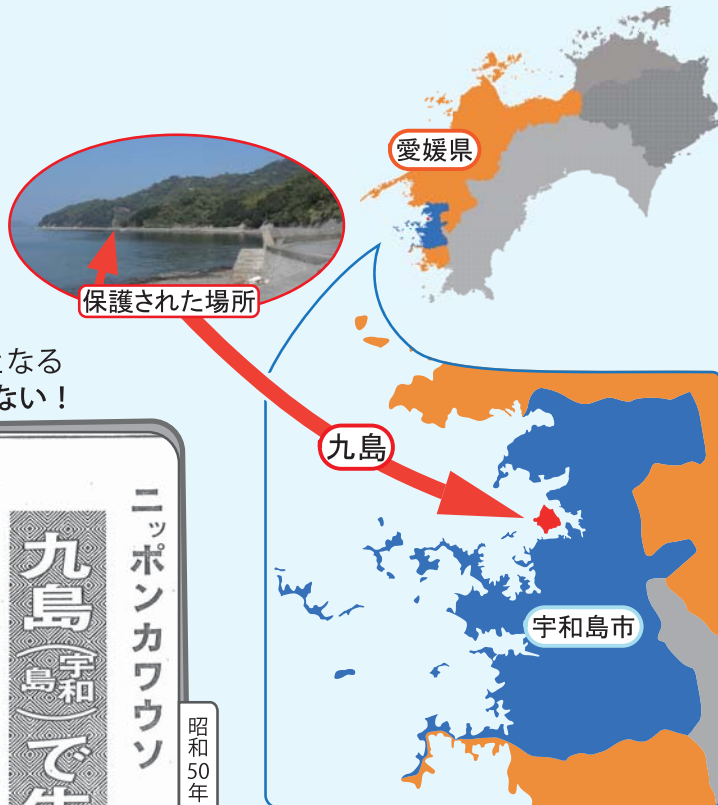 愛媛県
保護された場所
なる
ない！
九島
宇和島市
ニッポンカワウソ
九島（宇和島）で
昭和50年